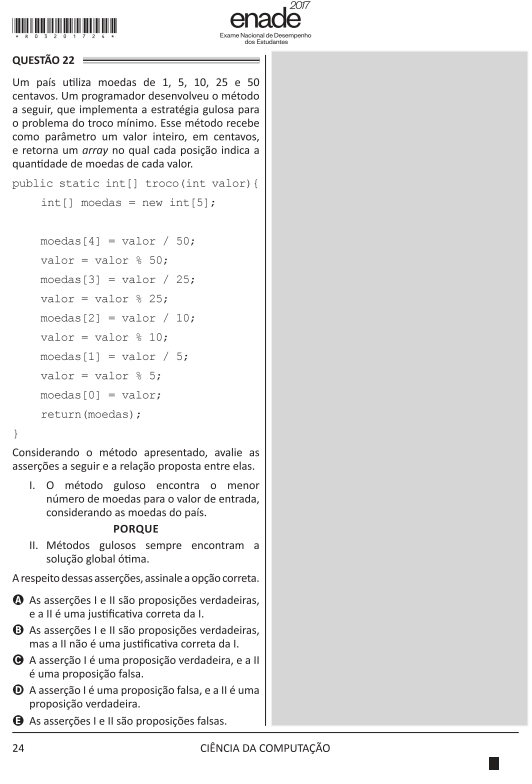 *R0320172 4*
2017
enade
Exame Nacional de Desempenho
dos Estudantes
QUESTÃO 22
Um país utiliza moedas de 1, 5, 10, 25 e 50
centavos. Um programador desenvolveu o método
a seguir, que implementa a estratégia gulosa para
o problema do troco mínimo. Esse método recebe
como parâmetro um valor inteiro, em centavos,
e retorna um array no qual cada posição indica a
quantidade de moedas de cada valor.
public static int[] troco(int valor){
int[] moedas = new int[5];
moedas[4] = valor / 50;
valor = valor % 50;
moedas[3] = valor / 25;
valor = valor % 25;
moedas[2] = valor / 10;
valor = valor % 10;
moedas[1] = valor / 5;
valor = valor % 5;
moedas[0] = valor;
return(moedas);
}
Considerando o método apresentado, avalie as
asserções a seguir e a relação proposta entre elas.
I. O método guloso encontra o menor
número de moedas para o valor de entrada,
considerando as moedas do país.
PORQUE
II. Métodos gulosos sempre encontram a
solução global ótima.
A respeito dessas asserções, assinale a opção correta.
A As asserções I e II são proposições verdadeiras,
e a II é uma justificativa correta da I.
B As asserções I e II são proposições verdadeiras,
mas a II não é uma justificativa correta da I.
C A asserção I é uma proposição verdadeira, e a II
é uma proposição falsa.
D A asserção I é uma proposição falsa, e a II é uma
proposição verdadeira.
E As asserções I e II são proposições falsas.
24
CIÊNCIA DA COMPUTAÇÃO